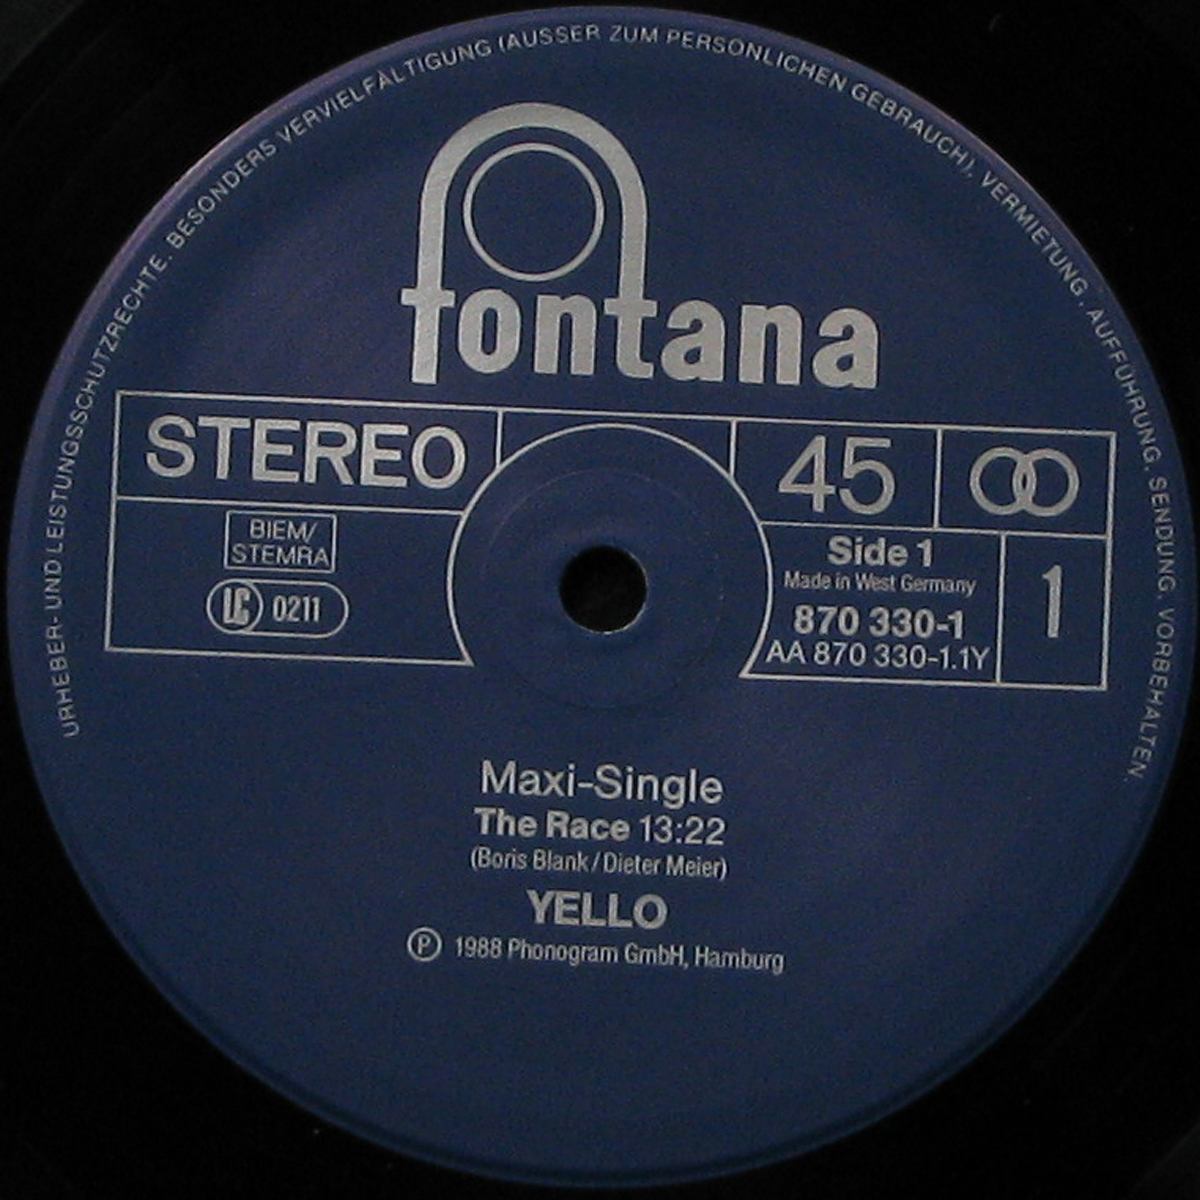 URHEBER- UND LEISTUNGSSCHUTZRECHTE, BESONDERS VERVIELFÄLTIGUNG (AUSSER ZUM PERSÖNLICHEN GEBRAUCH), VERMIETUNG, AUFFÜHRUNG, SENDUNG, VORBEHALTEN
fontana
STEREO
45
BIEM/
STEMRA
LC 0211
Side 1
Made in West Germany
870 330-1
AA 870 330-1.1Y
1
Maxi-Single
The Race 13:22
(Boris Blank / Dieter Meier)
YELLO
℗ 1988 Phonogram GmbH, Hamburg